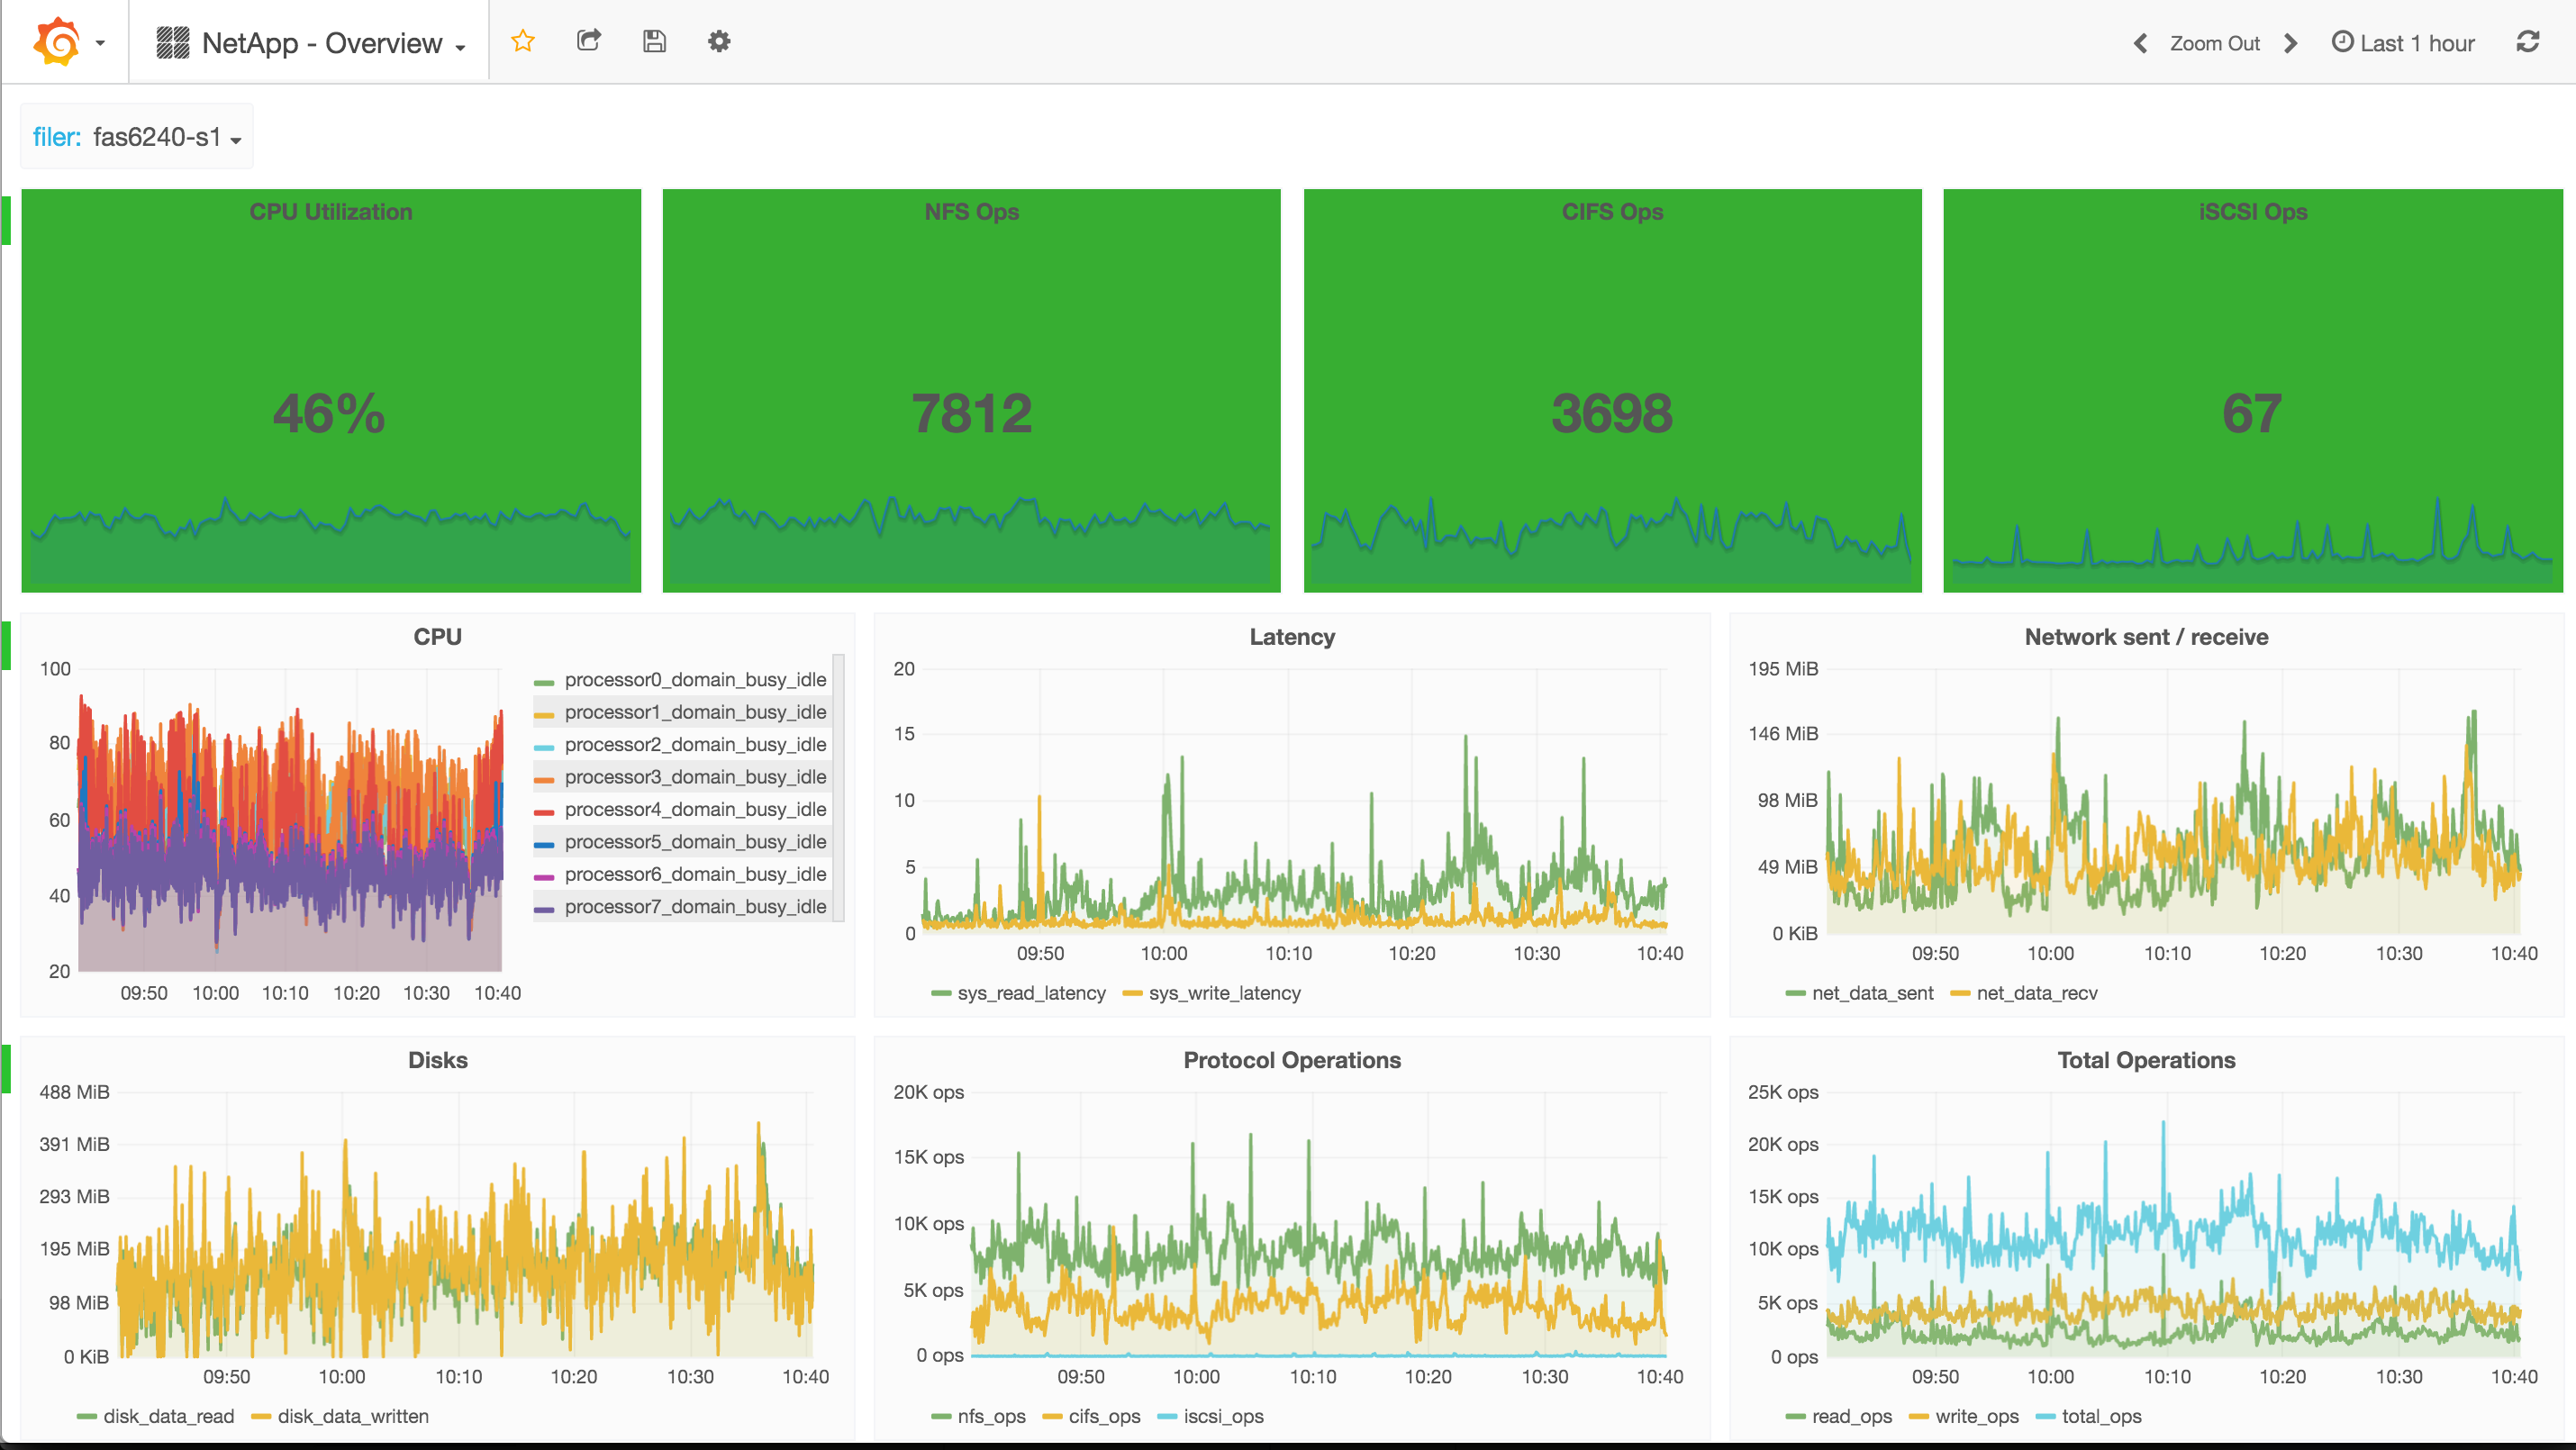 NetApp - Overview
Zoom Out
Last 1 hour
filer: fas6240-s1
CPU Utilization
46%
NFS Ops
7812
CIFS Ops
3698
iSCSI Ops
67
CPU
100
80
60
40
20
09:50 10:00 10:10 10:20 10:30 10:40
processor0_domain_busy_idle
processor1_domain_busy_idle
processor2_domain_busy_idle
processor3_domain_busy_idle
processor4_domain_busy_idle
processor5_domain_busy_idle
processor6_domain_busy_idle
processor7_domain_busy_idle
Latency
20
15
10
5
0
09:50 10:00 10:10 10:20 10:30 10:40
sys_read_latency sys_write_latency
Network sent / receive
195 MiB
146 MiB
98 MiB
49 MiB
0 KiB
09:50 10:00 10:10 10:20 10:30 10:40
net_data_sent net_data_recv
Disks
488 MiB
391 MiB
293 MiB
195 MiB
98 MiB
0 KiB
09:50 10:00 10:10 10:20 10:30 10:40
disk_data_read disk_data_written
Protocol Operations
20K ops
15K ops
10K ops
5K ops
0 ops
09:50 10:00 10:10 10:20 10:30 10:40
nfs_ops cifs_ops iscsi_ops
Total Operations
25K ops
20K ops
15K ops
10K ops
5K ops
0 ops
09:50 10:00 10:10 10:20 10:30 10:40
read_ops write_ops total_ops